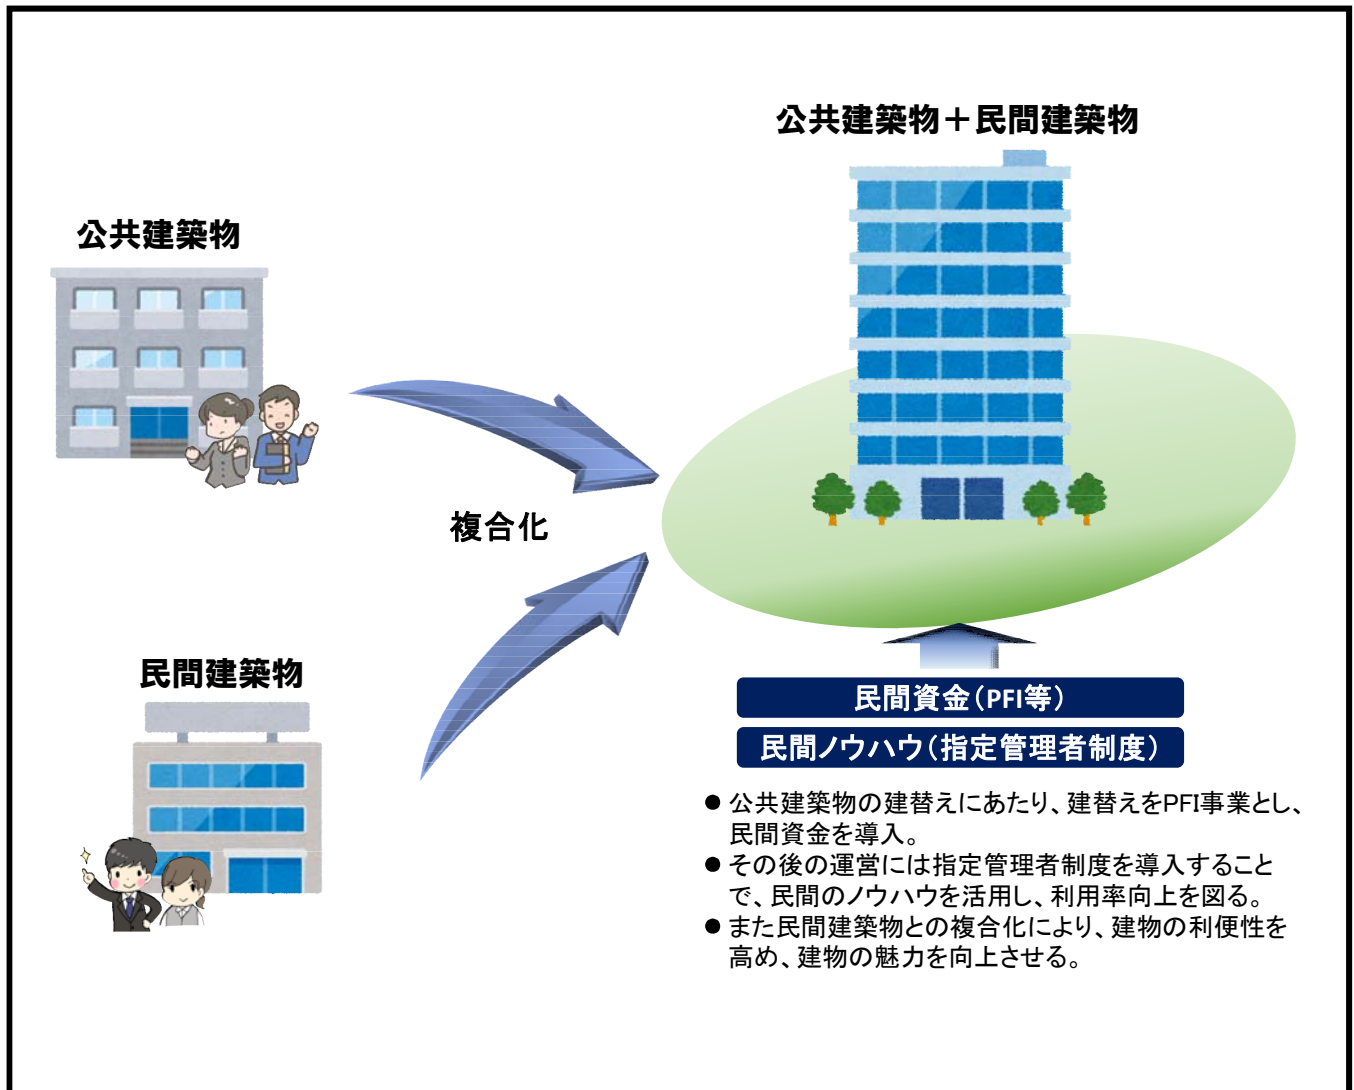 公共建築物＋民間建築物
公共建築物
複合化
民間建築物
民間資金（PFI等）
民間ノウハウ（指定管理者制度）
● 公共建築物の建替えにあたり、建替えをPFI事業とし、
民間資金を導入。
● その後の運営には指定管理者制度を導入すること
で、民間のノウハウを活用し、利用率向上を図る。
● また民間建築物との複合化により、建物の利便性を
高め、建物の魅力を向上させる。